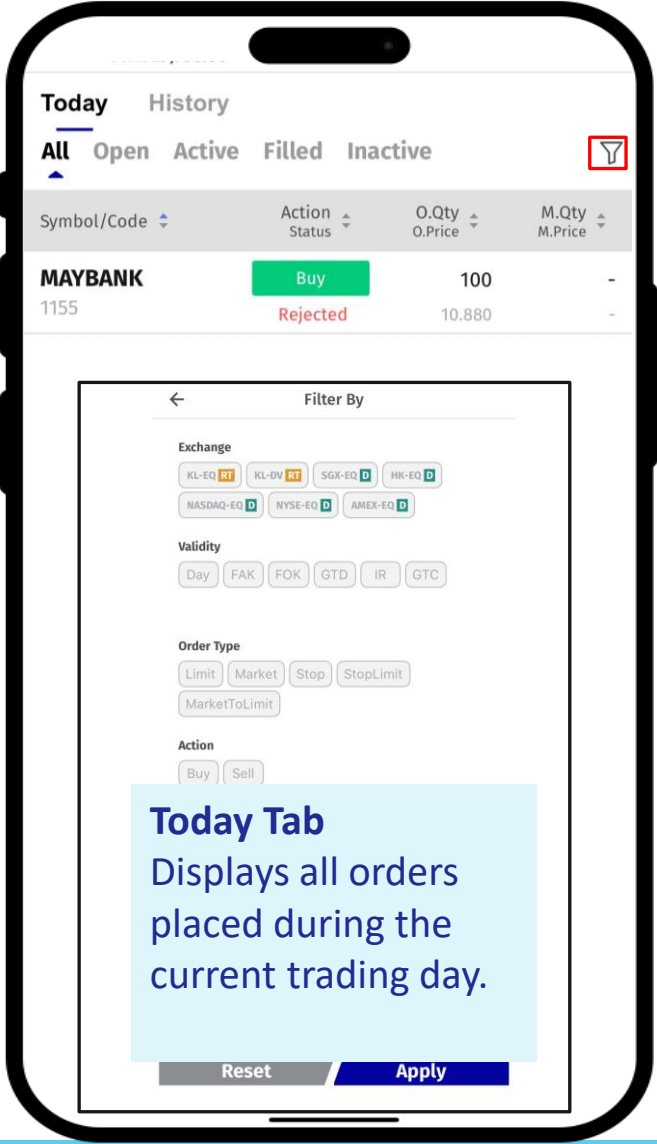 Today History
All Open Active Filled Inactive
Symbol/Code Action O.Qty M.Qty
Status O.Price M.Price
MAYBANK Buy 100 -
1155 Rejected 10.880 -
Filter By
Exchange
KL-EQ RT KL-DV RT SGX-EQ D HK-EQ D
NASDAQ-EQ D NYSE-EQ D AMEX-EQ D
Validity
Day FAK FOK GTD IR GTC
Order Type
Limit Market Stop StopLimit
MarketToLimit
Action
Buy Sell
Today Tab
Displays all orders
placed during the
current trading day.
Reset Apply